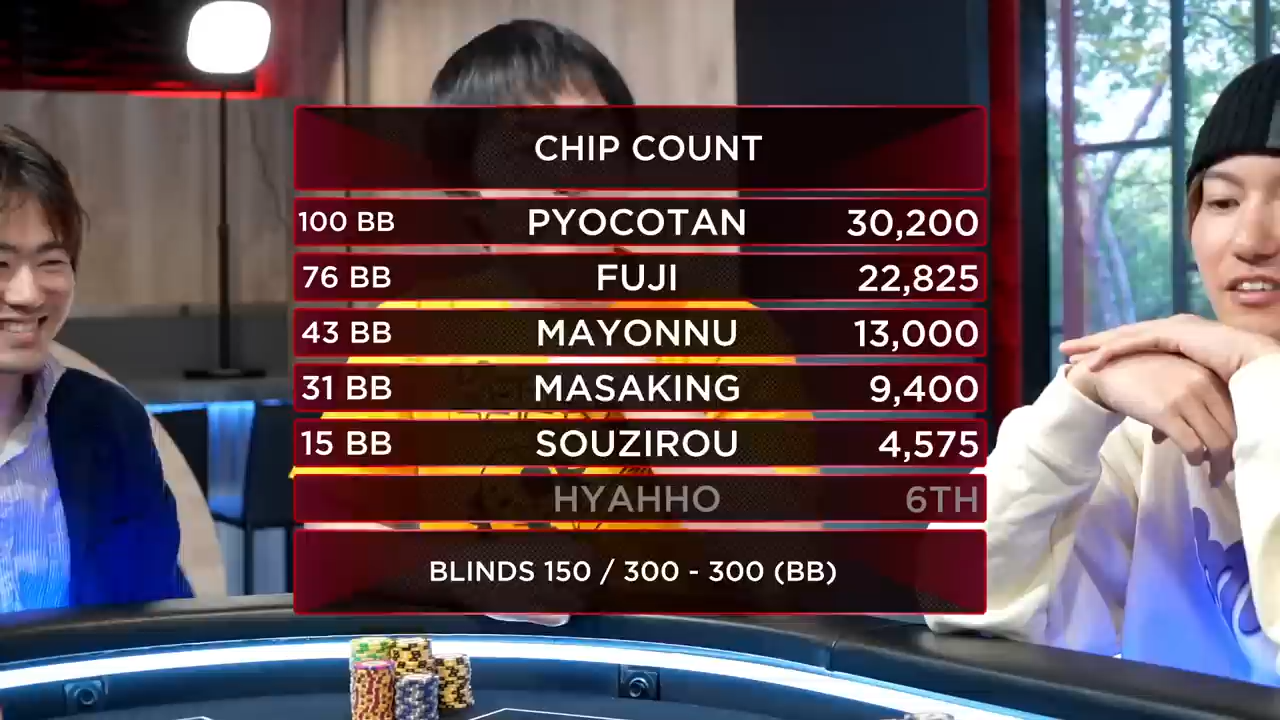 CHIP COUNT
100 BB PYOCOTAN 30,200
76 BB FUJI 22,825
43 BB MAYONNU 13,000
31 BB MASAKING 9,400
15 BB SOUZIROU 4,575
HYAHHO 6TH
BLINDS 150 / 300 - 300 (BB)